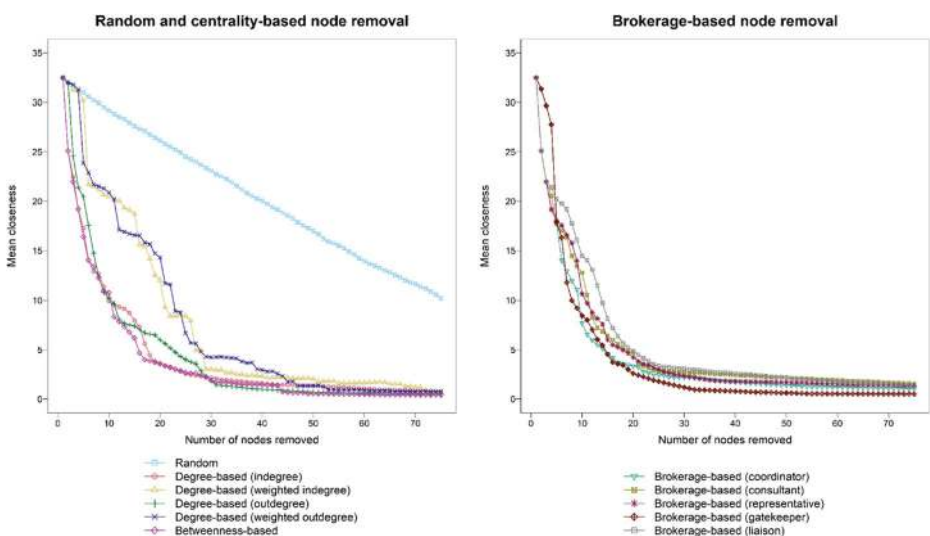 Random and centrality-based node removal
35
30
25
20
15
10
5
0
Mean closeness
0 10 20 30 40 50 60 70
Number of nodes removed
Random
Degree-based (indegree)
Degree-based (weighted indegree)
Degree-based (outdegree)
Degree-based (weighted outdegree)
Betweenness-based
Brokerage-based node removal
35
30
25
20
15
10
5
0
Mean closeness
0 10 20 30 40 50 60 70
Number of nodes removed
Brokerage-based (coordinator)
Brokerage-based (consultant)
Brokerage-based (representative)
Brokerage-based (gatekeeper)
Brokerage-based (liaison)